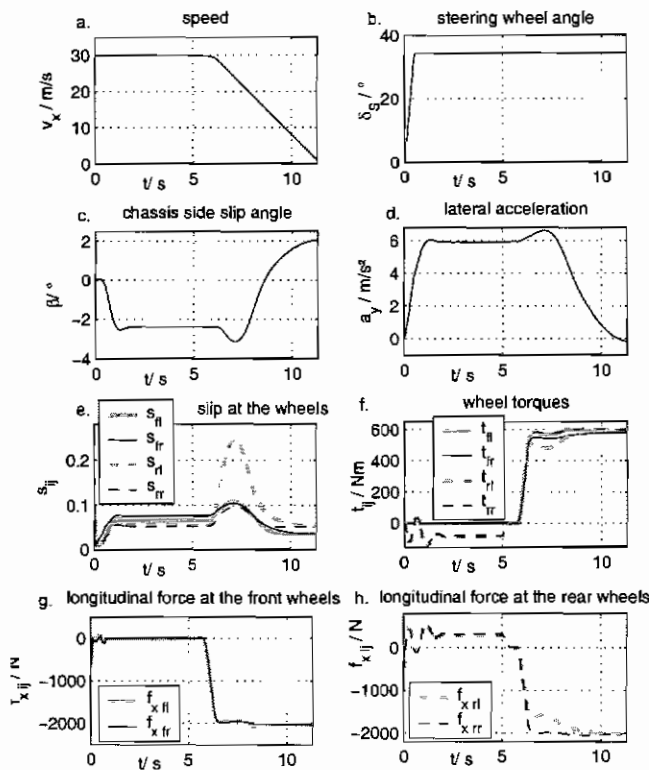 a. speed
v_x / m/s
30
20
10
0
0 5 10
t/ s
b. steering wheel angle
δ_S / °
40
20
0
0 5 10
t/ s
c. chassis side slip angle
β/ °
2
0
−2
−4
0 5 10
t/ s
d. lateral acceleration
a_y / m/s²
6
4
2
0
0 5 10
t/ s
e. slip at the wheels
s_fl
s_fr
s_rl
s_rr
s_ij
0.2
0.1
0
0 5 10
t/ s
f. wheel torques
t_fl
t_fr
t_rl
t_rr
t_ij / Nm
600
400
200
0
0 5 10
t/ s
g. longitudinal force at the front wheels
f_x ij / N
0
−1000
−2000
f_x fl
f_x fr
0 5 10
t/ s
h. longitudinal force at the rear wheels
f_x ij / N
0
−1000
−2000
f_x rl
f_x rr
0 5 10
t/ s